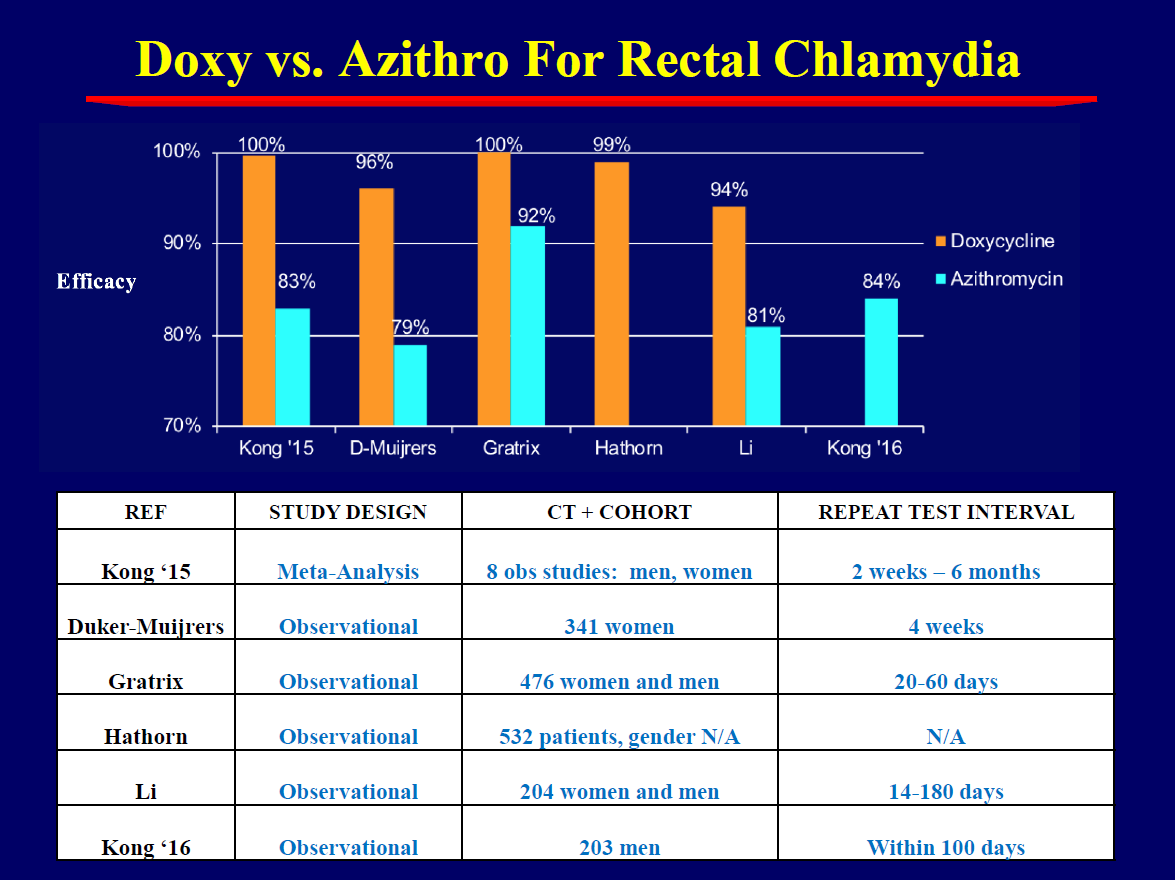 Doxy vs. Azithro For Rectal Chlamydia
100%
90%
80%
70%
Efficacy
100%
83%
96%
79%
100%
92%
99%
94%
81%
84%
Kong '15
D-Muijrers
Gratrix
Hathorn
Li
Kong '16
Doxycycline
Azithromycin
REF STUDY DESIGN CT + COHORT REPEAT TEST INTERVAL
Kong ‘15 Meta-Analysis 8 obs studies: men, women 2 weeks – 6 months
Duker-Muijrers Observational 341 women 4 weeks
Gratrix Observational 476 women and men 20-60 days
Hathorn Observational 532 patients, gender N/A N/A
Li Observational 204 women and men 14-180 days
Kong ‘16 Observational 203 men Within 100 days